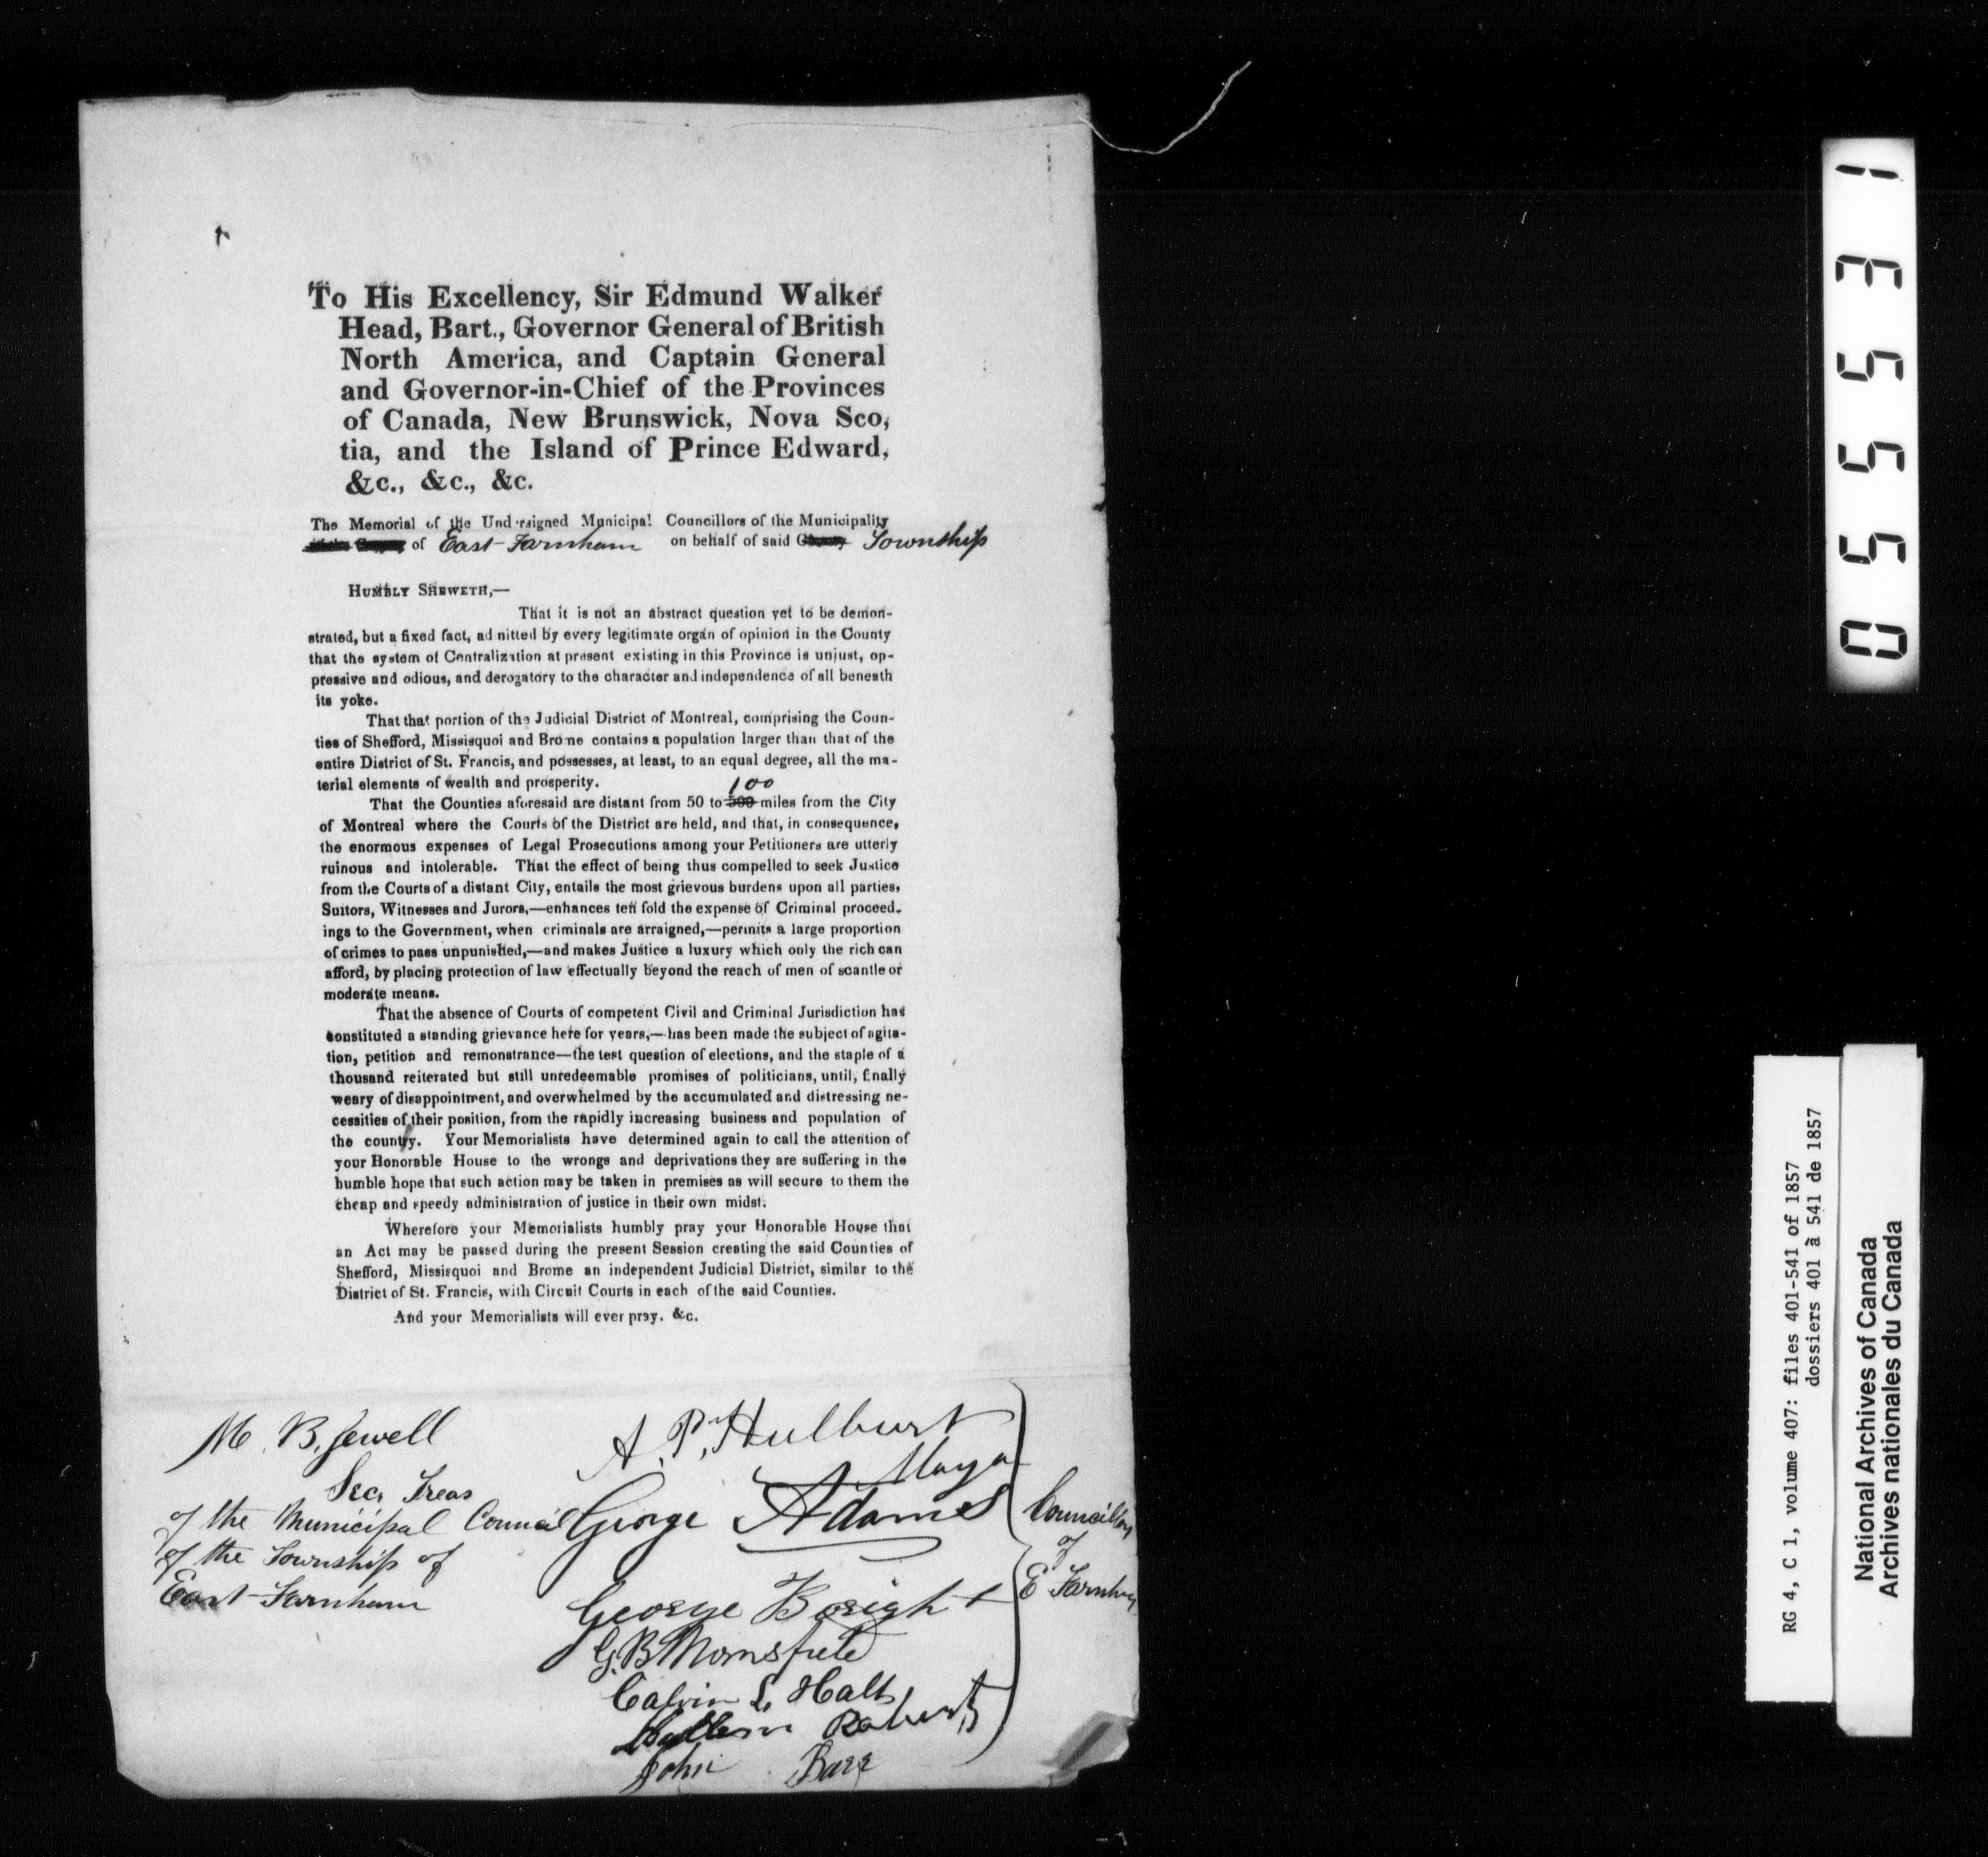 To His Excellency, Sir Edmund Walker
Head, Bart., Governor General of British
North America, and Captain General
and Governor-in-Chief of the Provinces
of Canada, New Brunswick, Nova Sco,
tia, and the Island of Prince Edward,
&c., &c., &c.
The Memorial of the Undersigned Municipal Councillors of the Municipality
of East Farnham on behalf of said County Township
HUMBLY SHEWETH,—
That it is not an abstract question yet to be demon-
strated, but a fixed fact, admitted by every legitimate organ of opinion in the County
that the system of Centralization at present existing in this Province is unjust, op-
pressive and odious, and derogatory to the character and independence of all beneath
its yoke.
That that portion of the Judicial District of Montreal, comprising the Coun-
ties of Shefford, Missisquoi and Brome contains a population larger than that of the
entire District of St. Francis, and possesses, at least, to an equal degree, all the ma-
terial elements of wealth and prosperity.
100
That the Counties aforesaid are distant from 50 to 500 miles from the City
of Montreal where the Courts of the District are held, and that, in consequence,
the enormous expenses of Legal Prosecutions among your Petitioners are utterly
ruinous and intolerable. That the effect of being thus compelled to seek Justice
from the Courts of a distant City, entails the most grievous burdens upon all parties,
Suitors, Witnesses and Jurors,—enhances ten fold the expense of Criminal proceed-
ings to the Government, when criminals are arraigned,—permits a large proportion
of crimes to pass unpunished,—and makes Justice a luxury which only the rich can
afford, by placing protection of law effectually beyond the reach of men of scantle or
moderate means.
That the absence of Courts of competent Civil and Criminal Jurisdiction has
constituted a standing grievance here for years,—has been made the subject of agita-
tion, petition and remonstrance—the test question of elections, and the staple of a
thousand reiterated but still unredeemable promises of politicians, until, finally
weary of disappointment, and overwhelmed by the accumulated and distressing ne-
cessities of their position, from the rapidly increasing business and population of
the country. Your Memorialists have determined again to call the attention of
your Honorable House to the wrongs and deprivations they are suffering in the
humble hope that such action may be taken in premises as will secure to them the
cheap and speedy administration of justice in their own midst.
Wherefore your Memorialists humbly pray your Honorable House that
an Act may be passed during the present Session creating the said Counties of
Shefford, Missisquoi and Brome an independent Judicial District, similar to the
District of St. Francis, with Circuit Courts in each of the said Counties.
And your Memorialists will ever pray. &c.
M. B. Jewell
Sec. Treas
of the Municipal Council
of the Township of
East Farnham
A. P. Hulburt
Mayor
George Adams
George Boright
G. B. Mansfield
Calvin L. Hall
Roberts
John Barr
Councillors
of
E Farnham
05531
RG 4, C 1, volume 407: files 401-541 of 1857
dossiers 401 à 541 de 1857
National Archives of Canada
Archives nationales du Canada